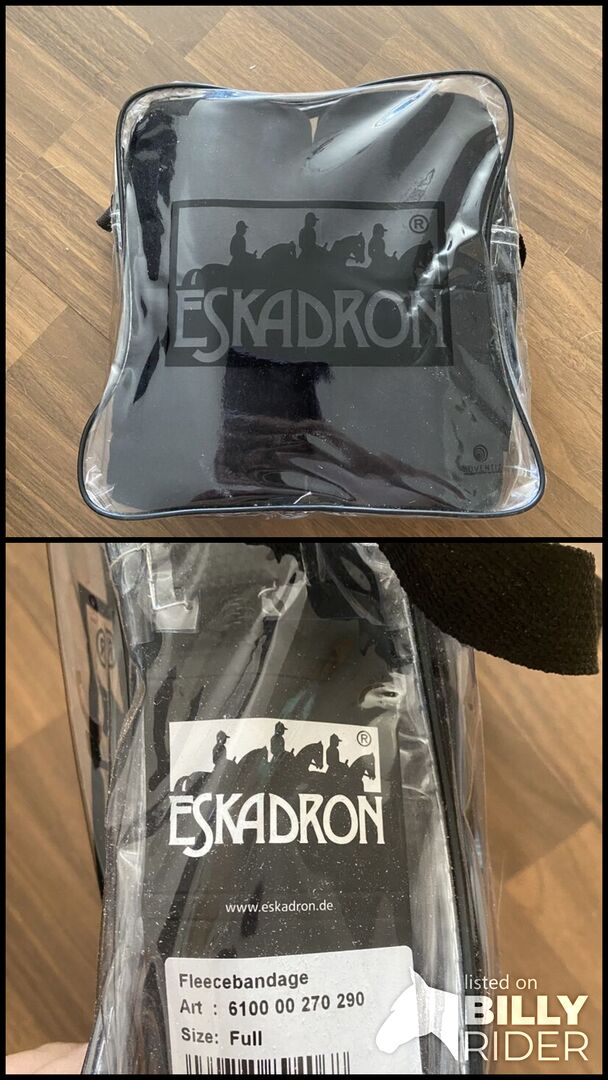 ®
ESKADRON
®
ESKADRON
www.eskadron.de
Fleecebandage
Art : 6100 00 270 290
Size: Full
listed on
BILLY
RIDER